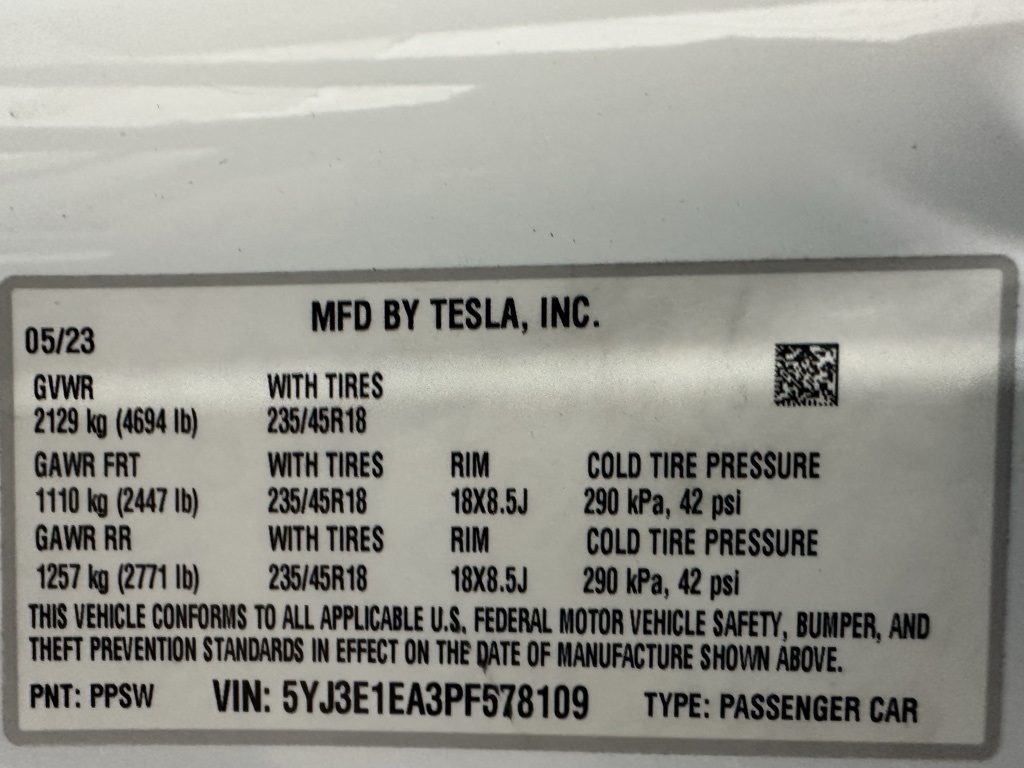 MFD BY TESLA, INC.
05/23
GVWR WITH TIRES
2129 kg (4694 lb) 235/45R18
GAWR FRT WITH TIRES RIM COLD TIRE PRESSURE
1110 kg (2447 lb) 235/45R18 18X8.5J 290 kPa, 42 psi
GAWR RR WITH TIRES RIM COLD TIRE PRESSURE
1257 kg (2771 lb) 235/45R18 18X8.5J 290 kPa, 42 psi
THIS VEHICLE CONFORMS TO ALL APPLICABLE U.S. FEDERAL MOTOR VEHICLE SAFETY, BUMPER, AND
THEFT PREVENTION STANDARDS IN EFFECT ON THE DATE OF MANUFACTURE SHOWN ABOVE.
PNT: PPSW VIN: 5YJ3E1EA3PF578109 TYPE: PASSENGER CAR